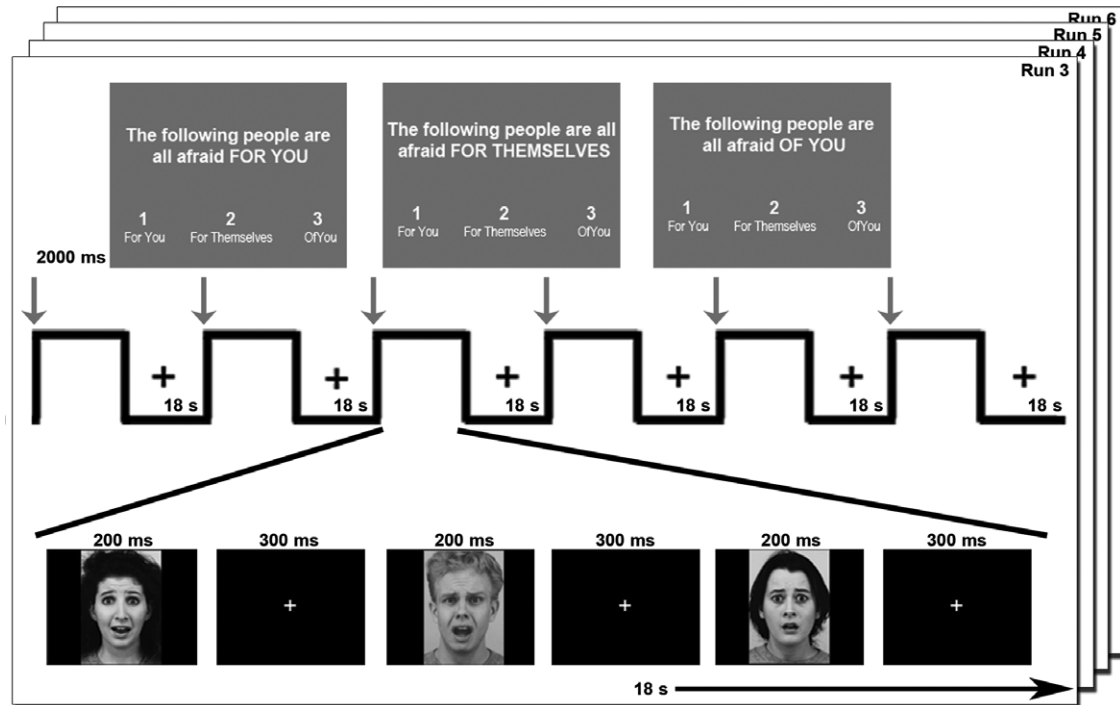 Run 6
Run 5
Run 4
Run 3
The following people are
all afraid FOR YOU
1 2 3
For You For Themselves OfYou
The following people are all
afraid FOR THEMSELVES
1 2 3
For You For Themselves OfYou
The following people are
all afraid OF YOU
1 2 3
For You For Themselves OfYou
2000 ms
+ + + + + +
18 s 18 s 18 s 18 s 18 s 18 s
200 ms 300 ms 200 ms 300 ms 200 ms 300 ms
+ + +
18 s